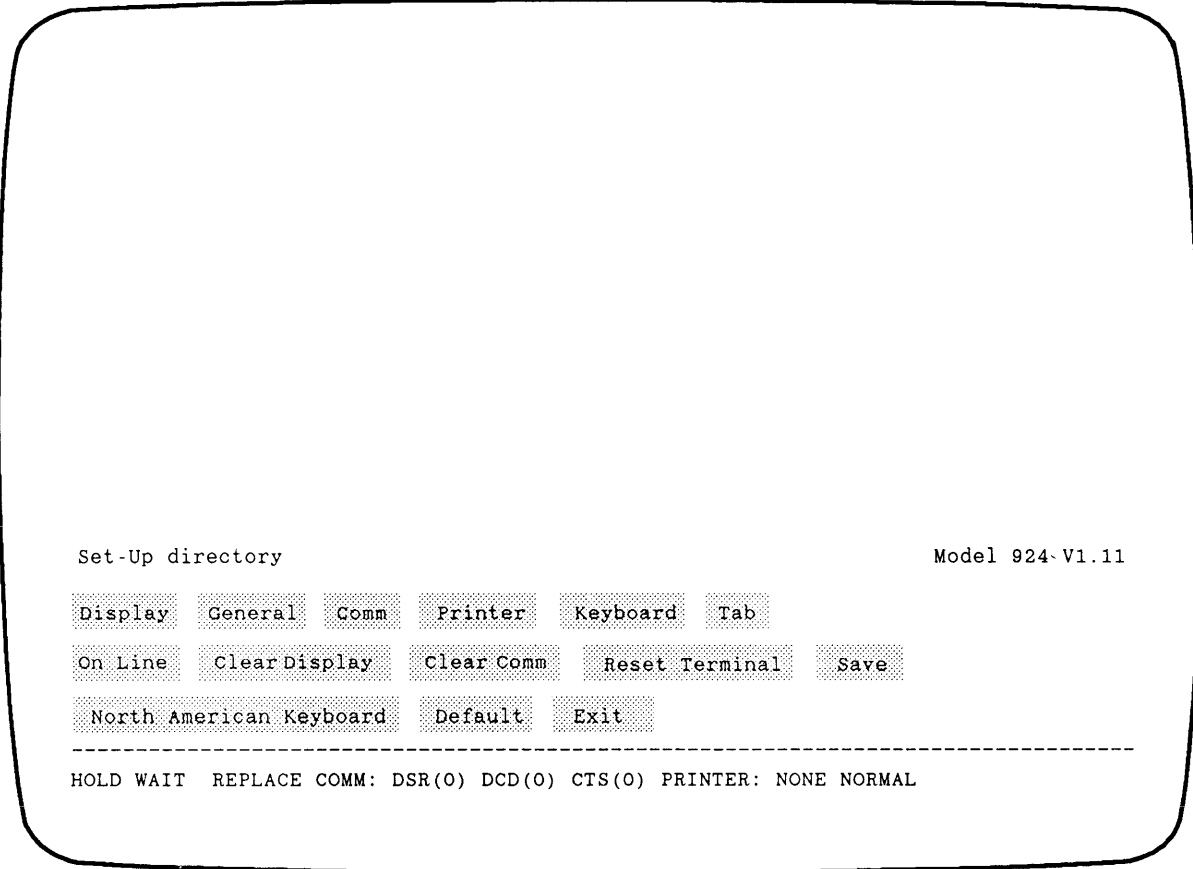 Set-Up directory Model 924 V1.11
Display General Comm Printer Keyboard Tab
On Line Clear Display Clear Comm Reset Terminal Save
North American Keyboard Default Exit
HOLD WAIT REPLACE COMM: DSR(0) DCD(0) CTS(0) PRINTER: NONE NORMAL